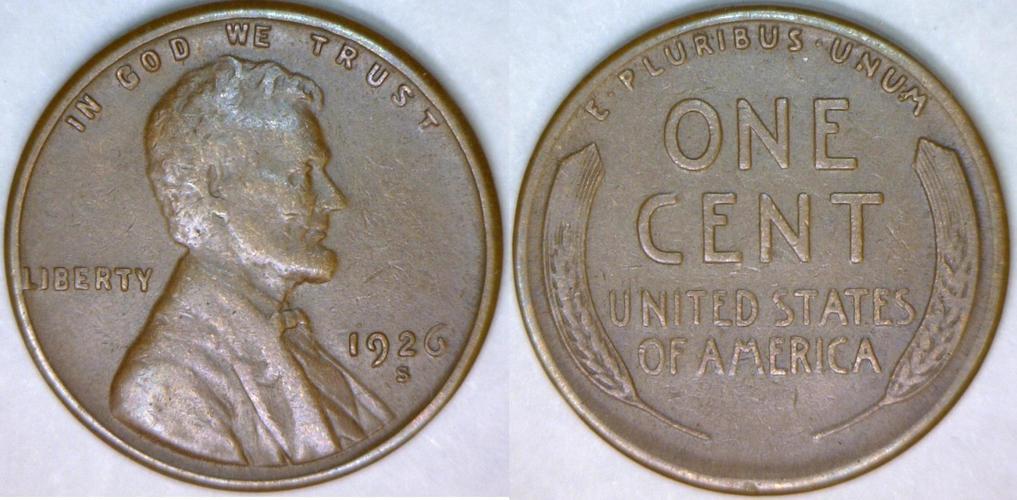 IN GOD WE TRUST
LIBERTY
1926
S
E·PLURIBUS·UNUM
ONE
CENT
UNITED STATES
OF AMERICA